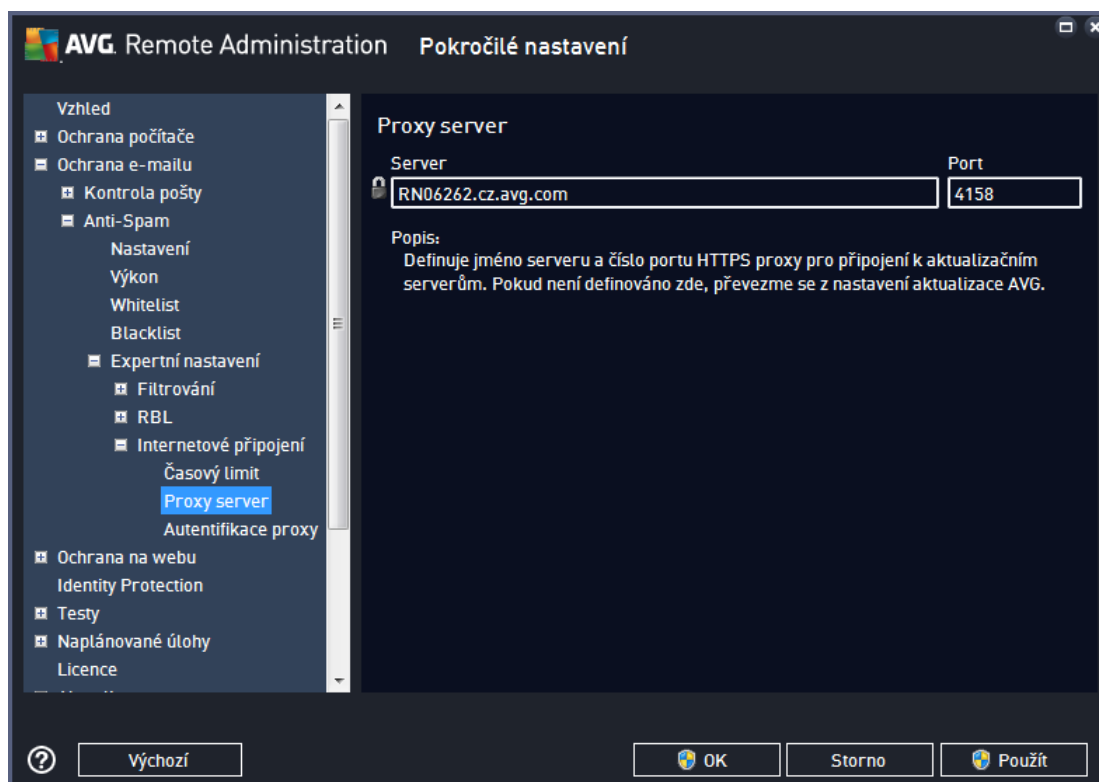 AVG. Remote Administration Pokročilé nastavení
Vzhled
Ochrana počítače
Ochrana e-mailu
Kontrola pošty
Anti-Spam
Nastavení
Výkon
Whitelist
Blacklist
Expertní nastavení
Filtrování
RBL
Internetové připojení
Časový limit
Proxy server
Autentifikace proxy
Ochrana na webu
Identity Protection
Testy
Naplánované úlohy
Licence
Proxy server
Server Port
RN06262.cz.avg.com 4158
Popis:
Definuje jméno serveru a číslo portu HTTPS proxy pro připojení k aktualizačním
serverům. Pokud není definováno zde, převezme se z nastavení aktualizace AVG.
Výchozí OK Storno Použít